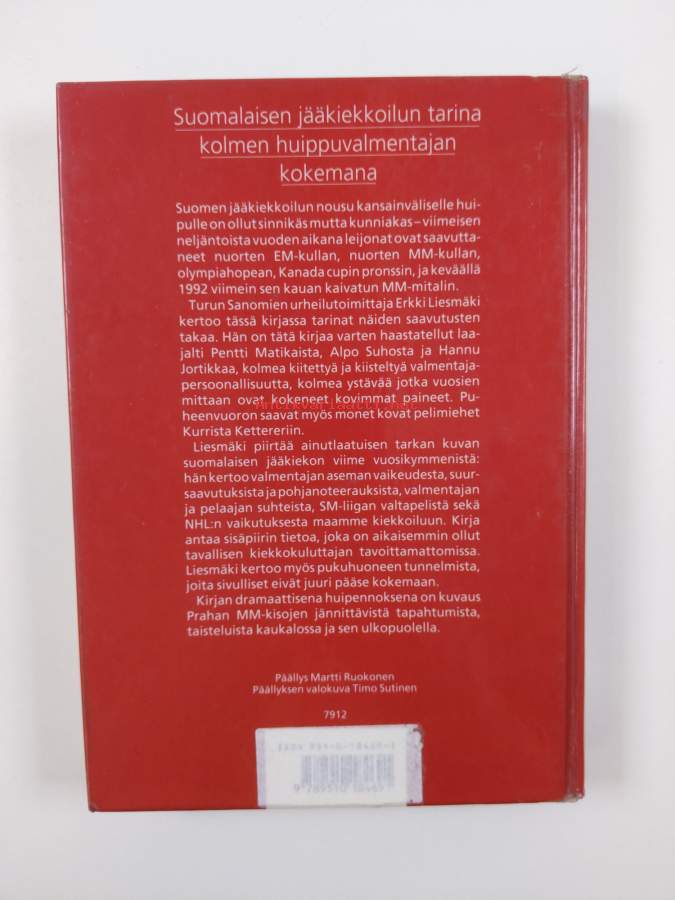 Suomalaisen jääkiekkoilun tarina
kolmen huippuvalmentajan
kokemana
Suomen jääkiekkoilun nousu kansainväliselle hui-
pulle on ollut sinnikäs mutta kunniakas – viimeisen
neljäntoista vuoden aikana leijonat ovat saavutta-
neet nuorten EM-kullan, nuorten MM-kullan,
olympiahopean, Kanada cupin pronssin, ja keväällä
1992 viimein sen kauan kaivatun MM-mitalin.
Turun Sanomien urheilutoimittaja Erkki Liesmäki
kertoo tässä kirjassa tarinat näiden saavutusten
takaa. Hän on tätä kirjaa varten haastatellut laa-
jalti Pentti Matikaista, Alpo Suhosta ja Hannu
Jortikkaa, kolmea kiitettyä ja kiisteltyä valmentaja-
persoonallisuutta, kolmea ystävää jotka vuosien
mittaan ovat kokeneet kovimmat paineet. Pu-
heenvuoron saavat myös monet kovat pelimiehet
Kurrista Kettereriin.
Liesmäki piirtää ainutlaatuisen tarkan kuvan
suomalaisen jääkiekon viime vuosikymmenistä:
hän kertoo valmentajan aseman vaikeudesta, suur-
saavutuksista ja pohjanoteerauksista, valmentajan
ja pelaajan suhteista, SM-liigan valtapelistä sekä
NHL:n vaikutuksesta maamme kiekkoiluun. Kirja
antaa sisäpiirin tietoa, joka on aikaisemmin ollut
tavallisen kiekkokuluttajan tavoittamattomissa.
Liesmäki kertoo myös pukuhuoneen tunnelmista,
joita sivulliset eivät juuri pääse kokemaan.
Kirjan dramaattisena huipennoksena on kuvaus
Prahan MM-kisojen jännittävistä tapahtumista,
taisteluista kaukalossa ja sen ulkopuolella.
Päällys Martti Ruokonen
Päällyksen valokuva Timo Sutinen
7912